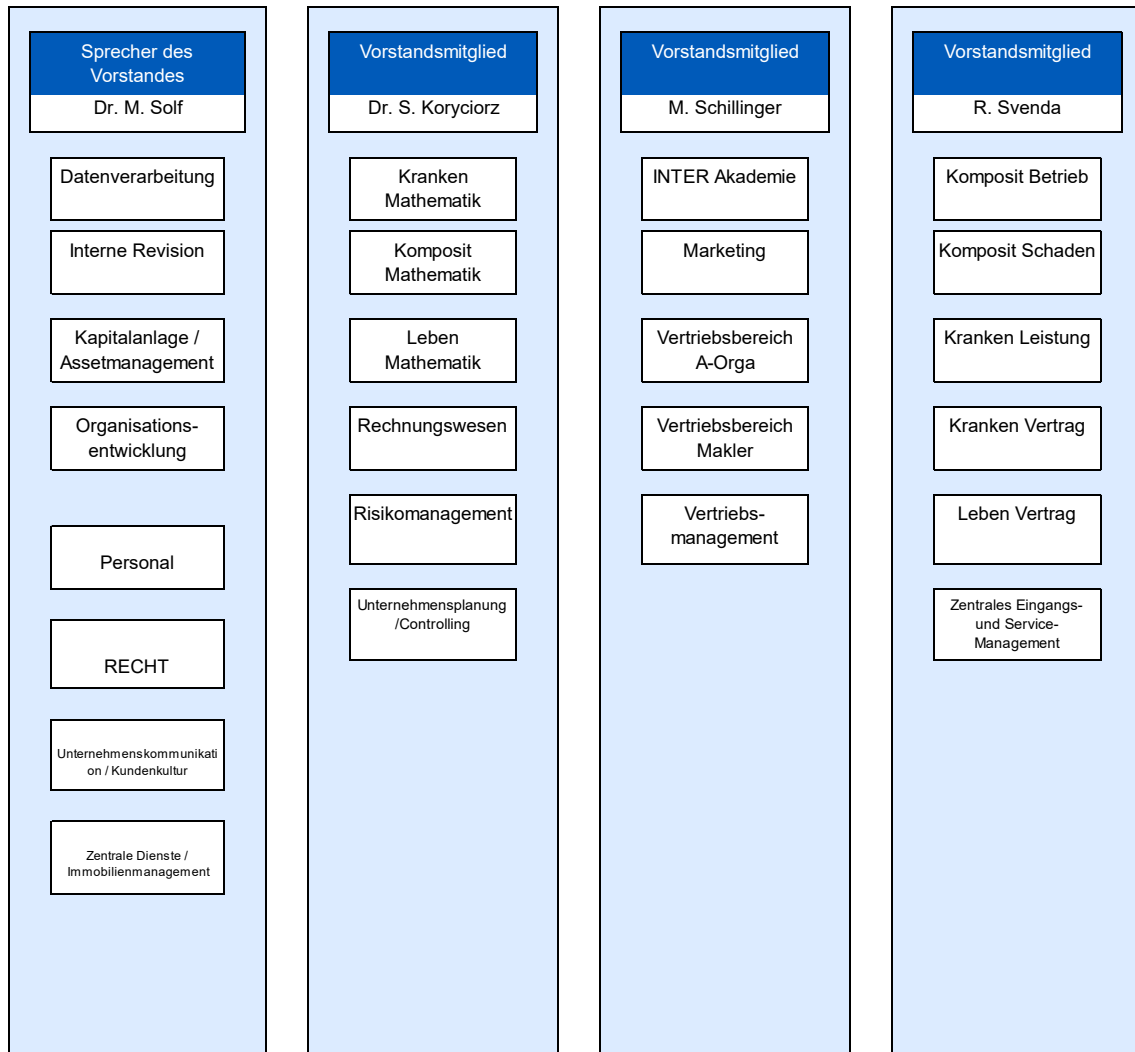 Sprecher des
Vorstandes
Dr. M. Solf
Datenverarbeitung
Interne Revision
Kapitalanlage /
Assetmanagement
Organisations-
entwicklung
Personal
RECHT
Unternehmenskommunikati
on / Kundenkultur
Zentrale Dienste /
Immobilienmanagement
Vorstandsmitglied
Dr. S. Koryciorz
Kranken
Mathematik
Komposit
Mathematik
Leben
Mathematik
Rechnungswesen
Risikomanagement
Unternehmensplanung
/Controlling
Vorstandsmitglied
M. Schillinger
INTER Akademie
Marketing
Vertriebsbereich
A-Orga
Vertriebsbereich
Makler
Vertriebs-
management
Vorstandsmitglied
R. Svenda
Komposit Betrieb
Komposit Schaden
Kranken Leistung
Kranken Vertrag
Leben Vertrag
Zentrales Eingangs-
und Service-
Management